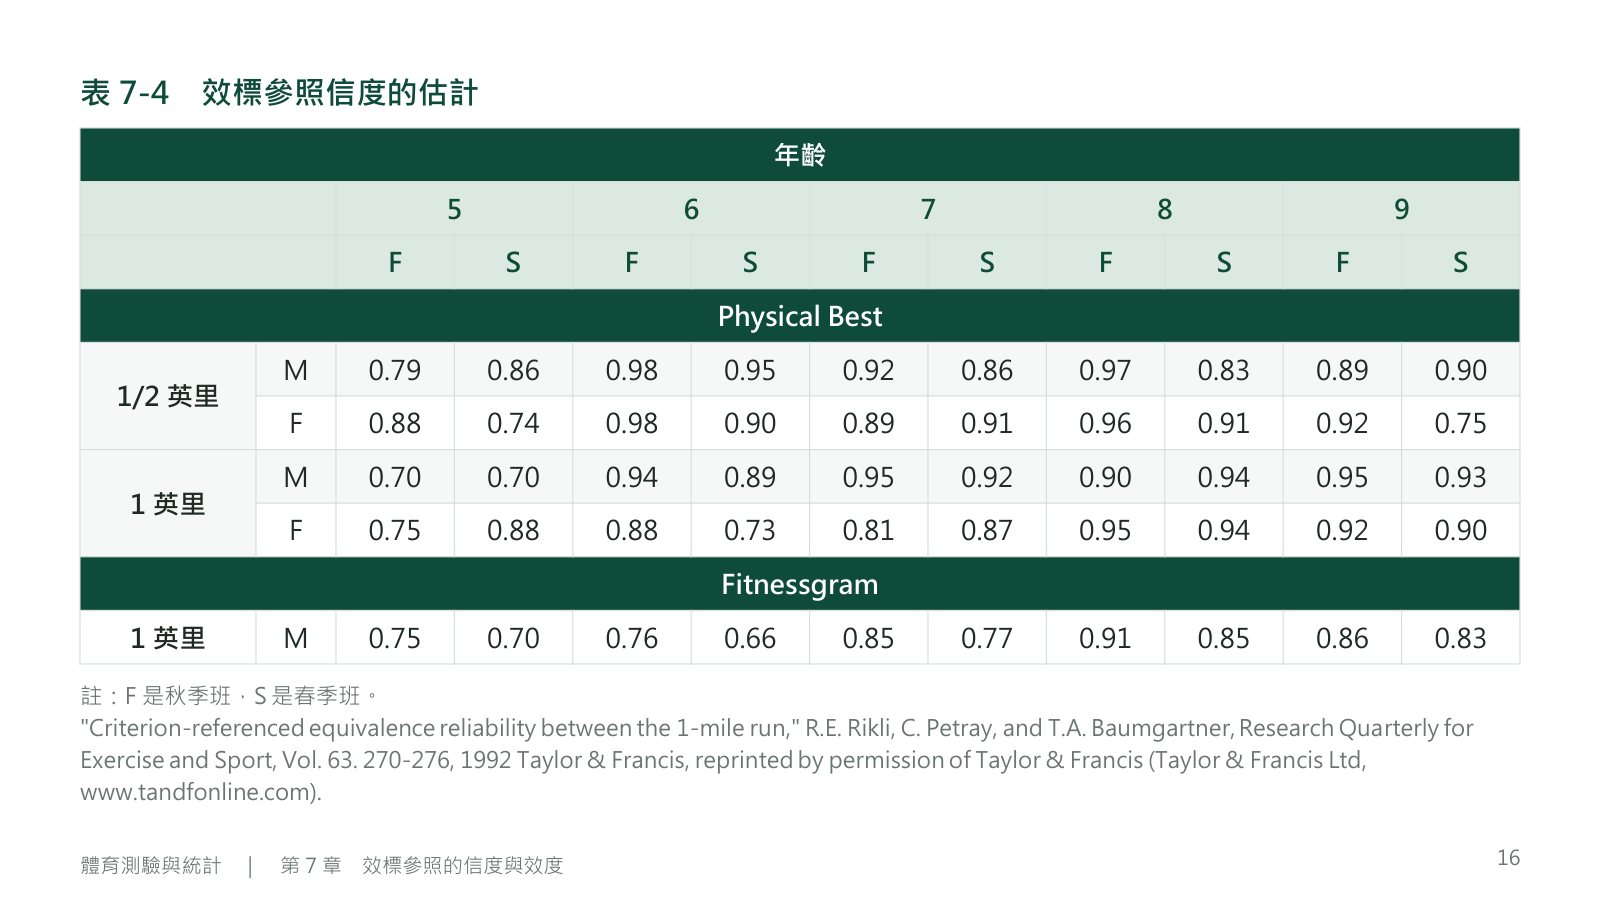 表 7-4　效標參照信度的估計
年齡
5 6 7 8 9
F S F S F S F S F S
Physical Best
1/2 英里 M 0.79 0.86 0.98 0.95 0.92 0.86 0.97 0.83 0.89 0.90
F 0.88 0.74 0.98 0.90 0.89 0.91 0.96 0.91 0.92 0.75
1 英里 M 0.70 0.70 0.94 0.89 0.95 0.92 0.90 0.94 0.95 0.93
F 0.75 0.88 0.88 0.73 0.81 0.87 0.95 0.94 0.92 0.90
Fitnessgram
1 英里 M 0.75 0.70 0.76 0.66 0.85 0.77 0.91 0.85 0.86 0.83
註：F 是秋季班，S 是春季班。
"Criterion-referenced equivalence reliability between the 1-mile run," R.E. Rikli, C. Petray, and T.A. Baumgartner, Research Quarterly for
Exercise and Sport, Vol. 63. 270-276, 1992 Taylor & Francis, reprinted by permission of Taylor & Francis (Taylor & Francis Ltd,
www.tandfonline.com).
體育測驗與統計　|　第 7 章　效標參照的信度與效度
16